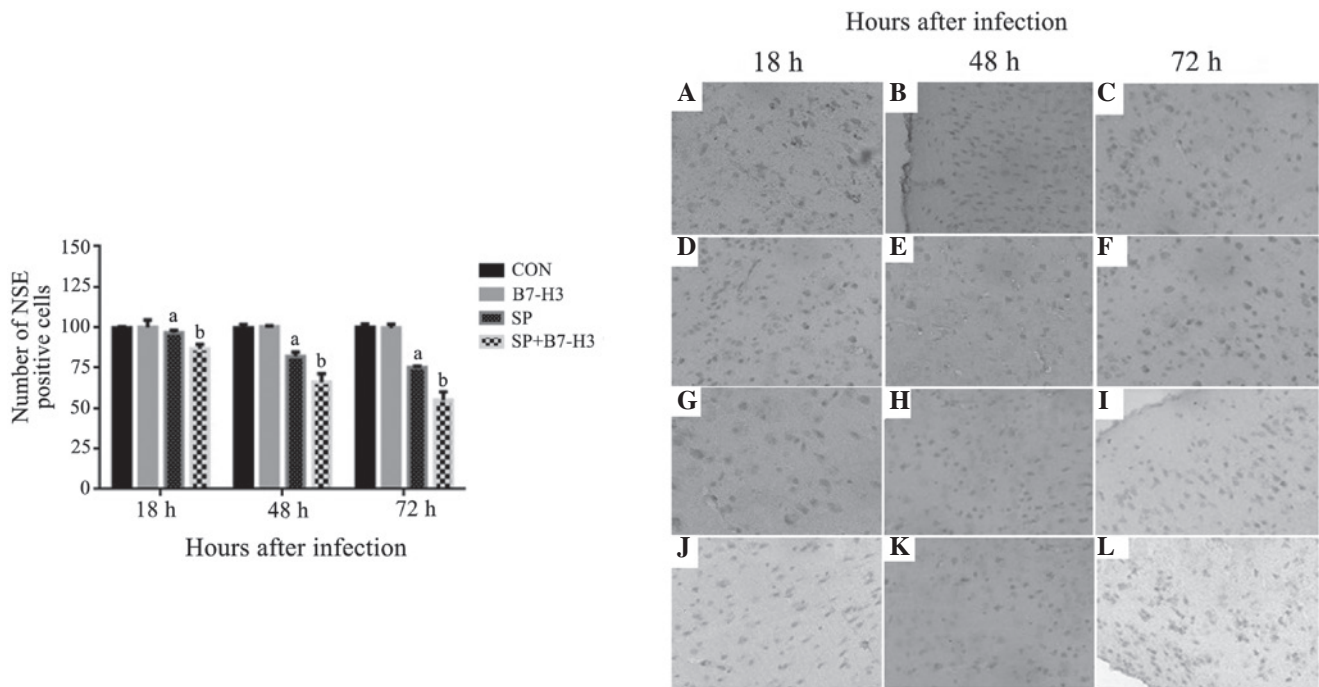 Number of NSE
positive cells
150
125
100
75
50
25
0
a
b
a
b
a
b
18 h
48 h
72 h
Hours after infection
CON
B7-H3
SP
SP+B7-H3
Hours after infection
18 h
48 h
72 h
A
B
C
D
E
F
G
H
I
J
K
L